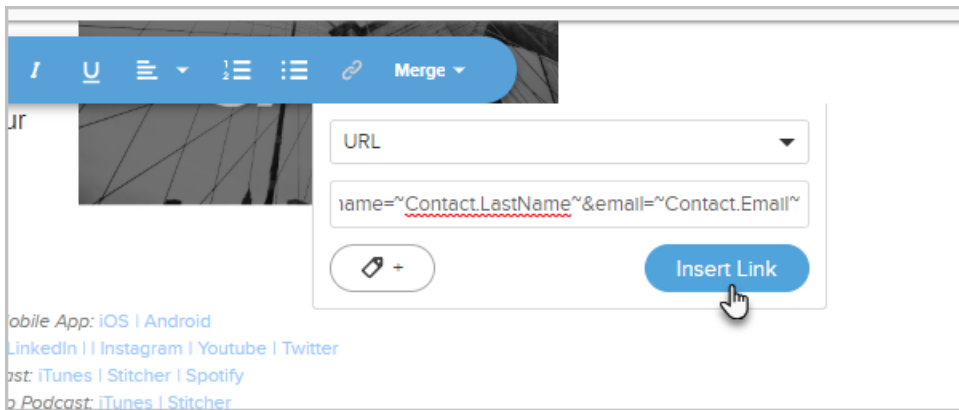 I U Merge
ur
URL
name=~Contact.LastName~&email=~Contact.Email~
+
Insert Link
obile App: iOS | Android
LinkedIn | | Instagram | Youtube | Twitter
ast: iTunes | Stitcher | Spotify
o Podcast: iTunes | Stitcher